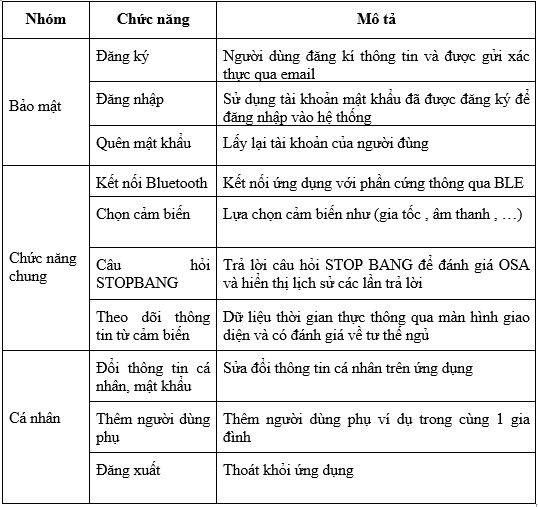 Nhóm Chức năng Mô tả
Bảo mật
Đăng ký
Người dùng đăng kí thông tin và được gửi xác
thực qua email
Đăng nhập
Sử dụng tài khoản mật khẩu đã được đăng ký để
đăng nhập vào hệ thống
Quên mật khẩu
Lấy lại tài khoản của người đùng
Chức năng
chung
Kết nối Bluetooth
Kết nối ứng dụng với phần cứng thông qua BLE
Chọn cảm biến
Lựa chọn cảm biến như (gia tốc , âm thanh , …)
Câu hỏi
STOPBANG
Trả lời câu hỏi STOP BANG để đánh giá OSA
và hiển thị lịch sử các lần trả lời
Theo dõi thông
tin từ cảm biến
Dữ liệu thời gian thực thông qua màn hình giao
diện và có đánh giá về tư thế ngủ
Cá nhân
Đổi thông tin cá
nhân, mật khẩu
Sửa đổi thông tin cá nhân trên ứng dụng
Thêm người dùng
phụ
Thêm người dùng phụ ví dụ trong cùng 1 gia
đình
Đăng xuất
Thoát khỏi ứng dụng